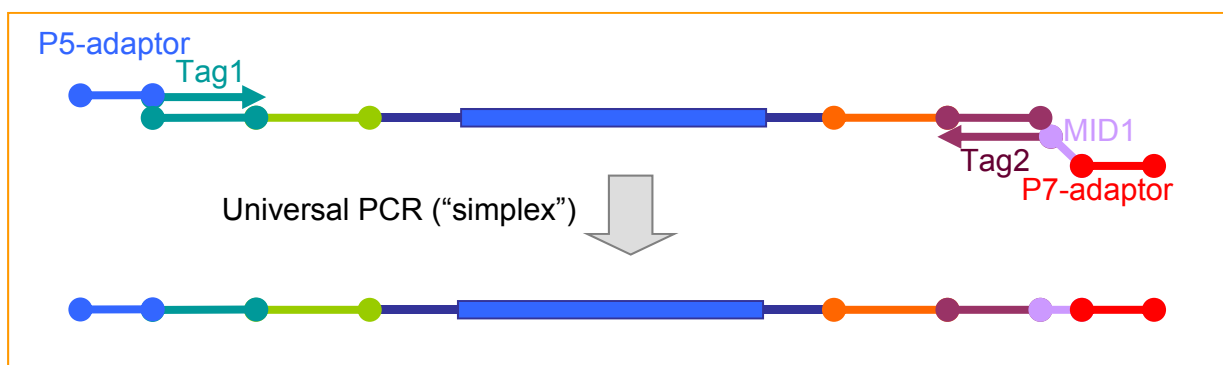 P5-adaptor
Tag1
MID1
Tag2
P7-adaptor
Universal PCR (“simplex”)